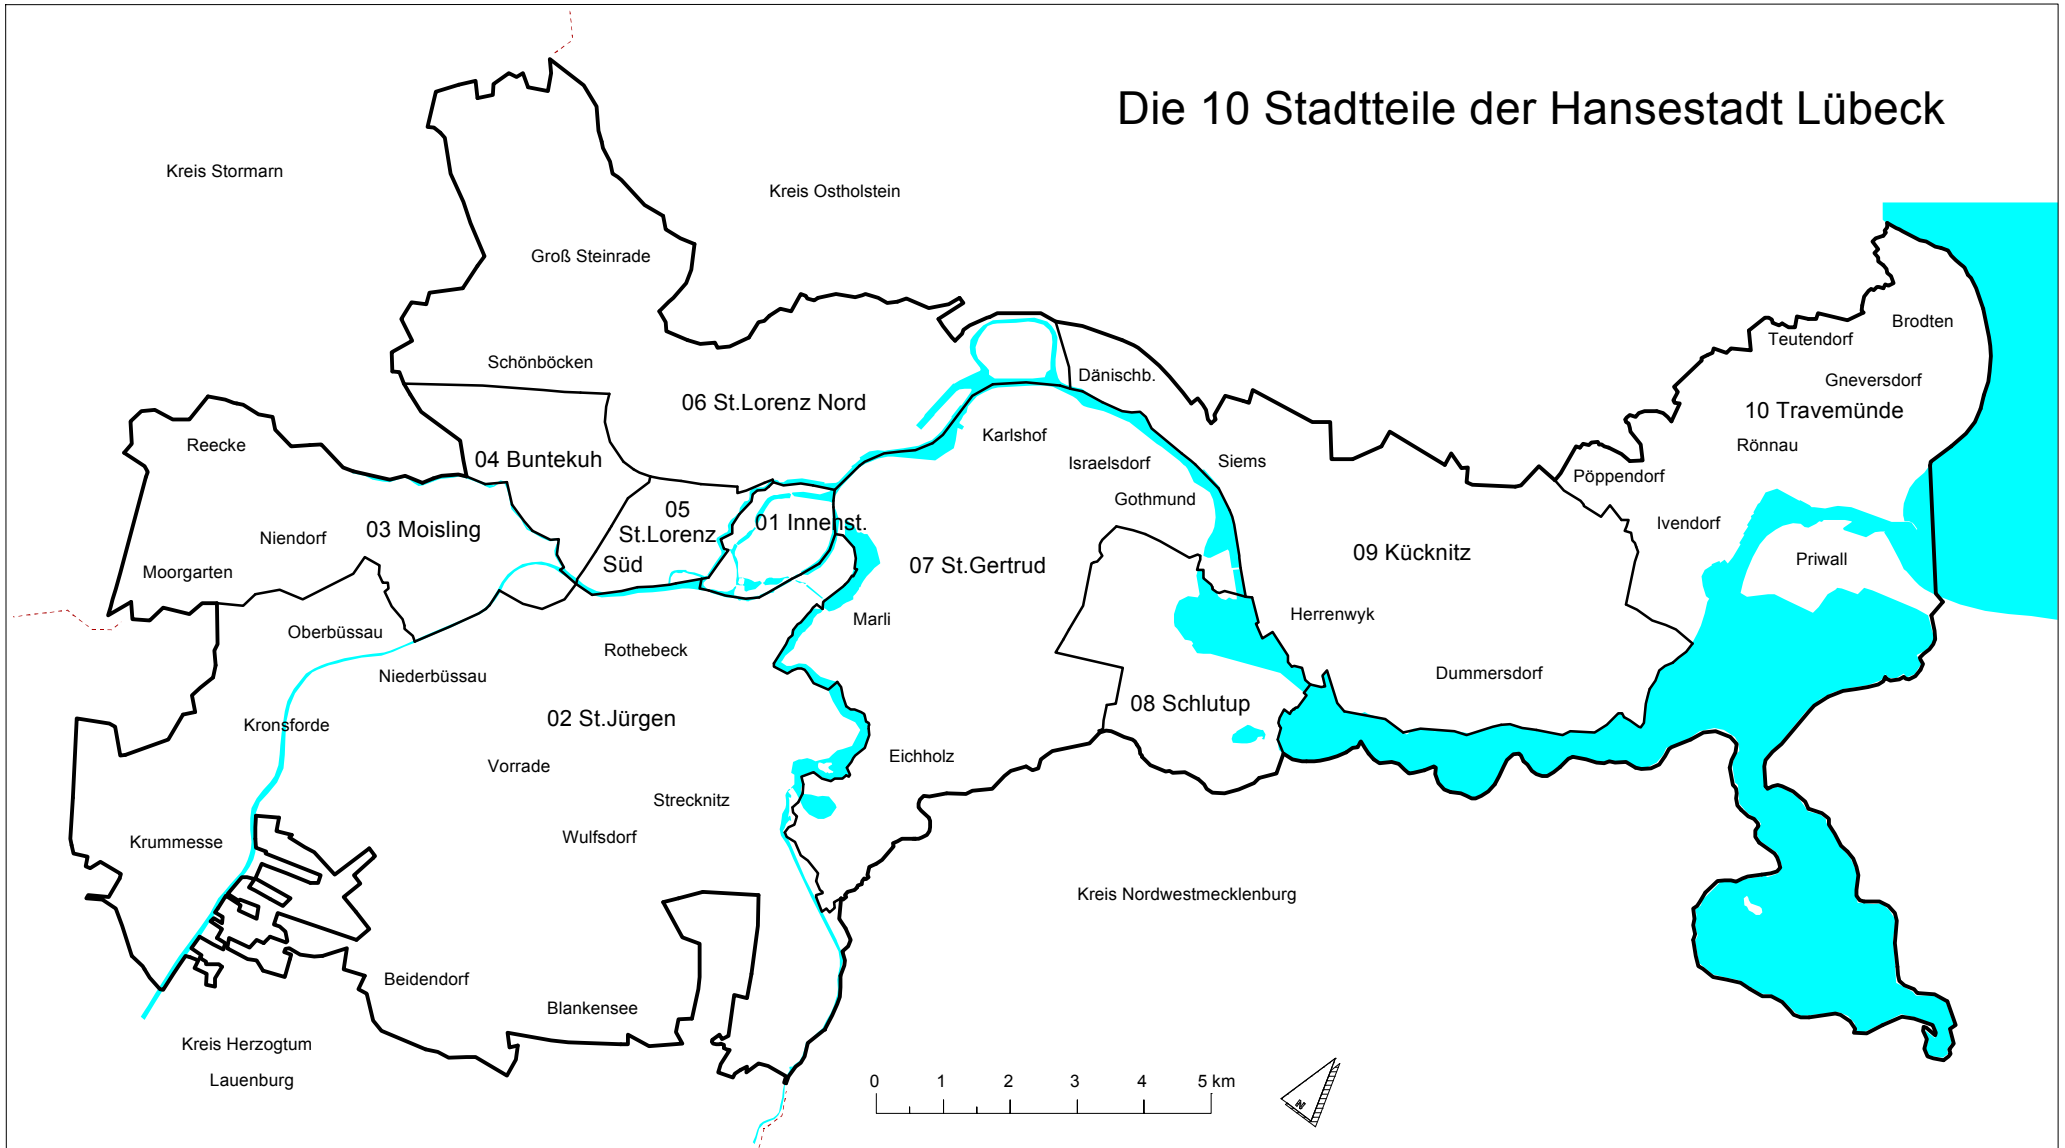 Die 10 Stadtteile der Hansestadt Lübeck
Kreis Stormarn
Kreis Ostholstein
Groß Steinrade
Brodten
Teutendorf
Schönböcken
Dänischb.
Gneversdorf
06 St.Lorenz Nord
10 Travemünde
Reecke
Karlshof
Rönnau
04 Buntekuh
Israelsdorf
Siems
Pöppendorf
Gothmund
05
St.Lorenz
Süd
01 Innenst.
Ivendorf
03 Moisling
Niendorf
09 Kücknitz
Priwall
Moorgarten
07 St.Gertrud
Herrenwyk
Marli
Oberbüssau
Rothebeck
Niederbüssau
Dummersdorf
08 Schlutup
02 St.Jürgen
Kronsforde
Eichholz
Vorrade
Strecknitz
Wulfsdorf
Krummesse
Kreis Nordwestmecklenburg
Beidendorf
Blankensee
Kreis Herzogtum
Lauenburg
0 1 2 3 4 5 km
N